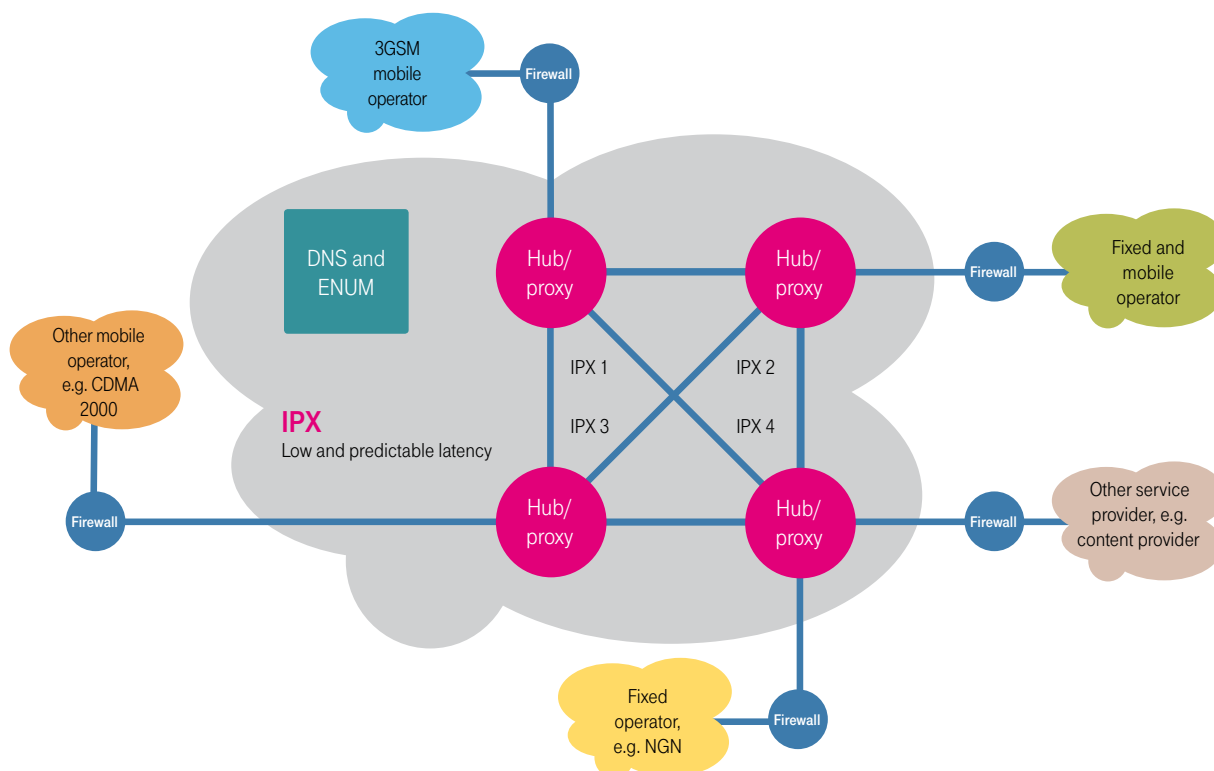 3GSM
mobile
operator
Firewall
DNS and
ENUM
Hub/
proxy
Hub/
proxy
Firewall
Fixed and
mobile
operator
Other mobile
operator,
e.g. CDMA
2000
IPX 1
IPX 2
IPX
Low and predictable latency
IPX 3
IPX 4
Firewall
Hub/
proxy
Hub/
proxy
Firewall
Other service
provider, e.g.
content provider
Fixed
operator,
e.g. NGN
Firewall